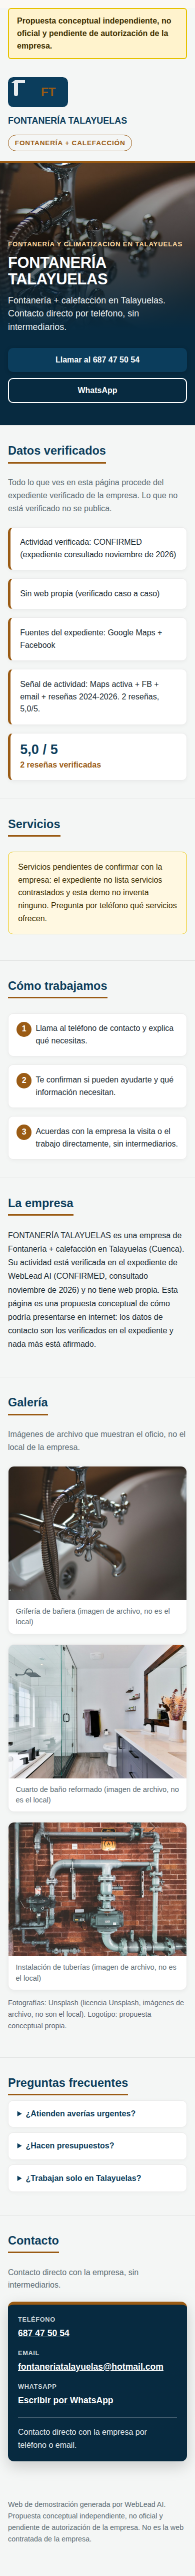 Propuesta conceptual independiente, no
oficial y pendiente de autorización de la
empresa.
FT
FONTANERÍA TALAYUELAS
FONTANERÍA + CALEFACCIÓN
FONTANERÍA Y CLIMATIZACIÓN EN TALAYUELAS
FONTANERÍA
TALAYUELAS
Fontanería + calefacción en Talayuelas.
Contacto directo por teléfono, sin
intermediarios.
Llamar al 687 47 50 54
WhatsApp
Datos verificados
Todo lo que ves en esta página procede del
expediente verificado de la empresa. Lo que no
está verificado no se publica.
Actividad verificada: CONFIRMED
(expediente consultado noviembre de 2026)
Sin web propia (verificado caso a caso)
Fuentes del expediente: Google Maps +
Facebook
Señal de actividad: Maps activa + FB +
email + reseñas 2024-2026. 2 reseñas,
5,0/5.
5,0 / 5
2 reseñas verificadas
Servicios
Servicios pendientes de confirmar con la
empresa: el expediente no lista servicios
contrastados y esta demo no inventa
ninguno. Pregunta por teléfono qué servicios
ofrecen.
Cómo trabajamos
1 Llama al teléfono de contacto y explica
qué necesitas.
2 Te confirman si pueden ayudarte y qué
información necesitan.
3 Acuerdas con la empresa la visita o el
trabajo directamente, sin intermediarios.
La empresa
FONTANERÍA TALAYUELAS es una empresa de
Fontanería + calefacción en Talayuelas (Cuenca).
Su actividad está verificada en el expediente de
WebLead AI (CONFIRMED, consultado
noviembre de 2026) y no tiene web propia. Esta
página es una propuesta conceptual de cómo
podría presentarse en internet: los datos de
contacto son los verificados en el expediente y
nada más está afirmado.
Galería
Imágenes de archivo que muestran el oficio, no el
local de la empresa.
Grifería de bañera (imagen de archivo, no es el
local)
Cuarto de baño reformado (imagen de archivo, no
es el local)
Instalación de tuberías (imagen de archivo, no es
el local)
Fotografías: Unsplash (licencia Unsplash, imágenes de
archivo, no son el local). Logotipo: propuesta
conceptual propia.
Preguntas frecuentes
¿Atienden averías urgentes?
¿Hacen presupuestos?
¿Trabajan solo en Talayuelas?
Contacto
Contacto directo con la empresa, sin
intermediarios.
TELÉFONO
687 47 50 54
EMAIL
fontaneriatalayuelas@hotmail.com
WHATSAPP
Escribir por WhatsApp
Contacto directo con la empresa por
teléfono o email.
Web de demostración generada por WebLead AI.
Propuesta conceptual independiente, no oficial y
pendiente de autorización de la empresa. No es la web
contratada de la empresa.